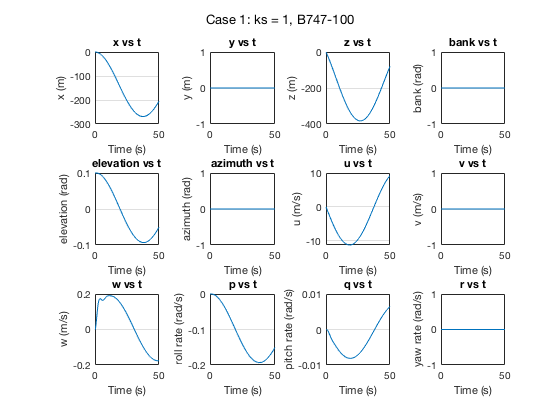 Case 1: ks = 1, B747-100
x vs t
y vs t
z vs t
bank vs t
0
-100
-200
-300
x (m)
0
50
Time (s)
1
0
-1
y (m)
0
50
Time (s)
0
-200
-400
z (m)
0
50
Time (s)
1
0
-1
bank (rad)
0
50
Time (s)
elevation vs t
azimuth vs t
u vs t
v vs t
0.1
0
-0.1
elevation (rad)
0
50
Time (s)
1
0
-1
azimuth (rad)
0
50
Time (s)
10
0
-10
u (m/s)
0
50
Time (s)
1
0
-1
v (m/s)
0
50
Time (s)
w vs t
p vs t
q vs t
r vs t
0.2
0
-0.2
w (m/s)
0
50
Time (s)
0
-0.1
-0.2
roll rate (rad/s)
0
50
Time (s)
0.01
0
-0.01
pitch rate (rad/s)
0
50
Time (s)
1
0
-1
yaw rate (rad/s)
0
50
Time (s)